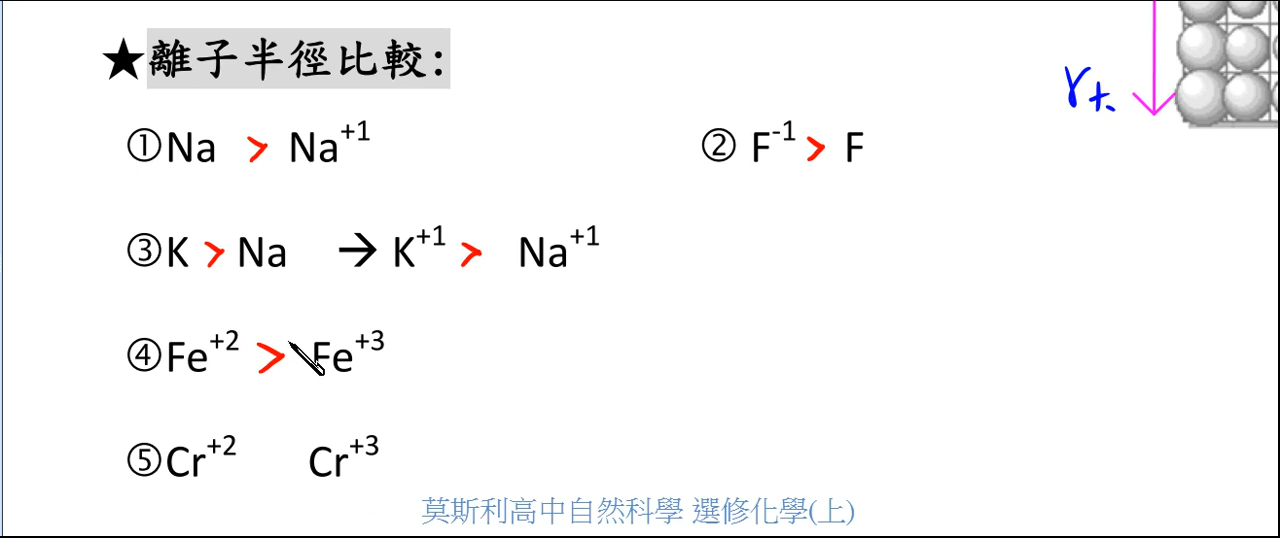 ★離子半徑比較:
r大
①Na > Na+1 ② F-1 > F
③K > Na → K+1 > Na+1
④Fe+2 > Fe+3
⑤Cr+2 Cr+3
莫斯利高中自然科學 選修化學(上)